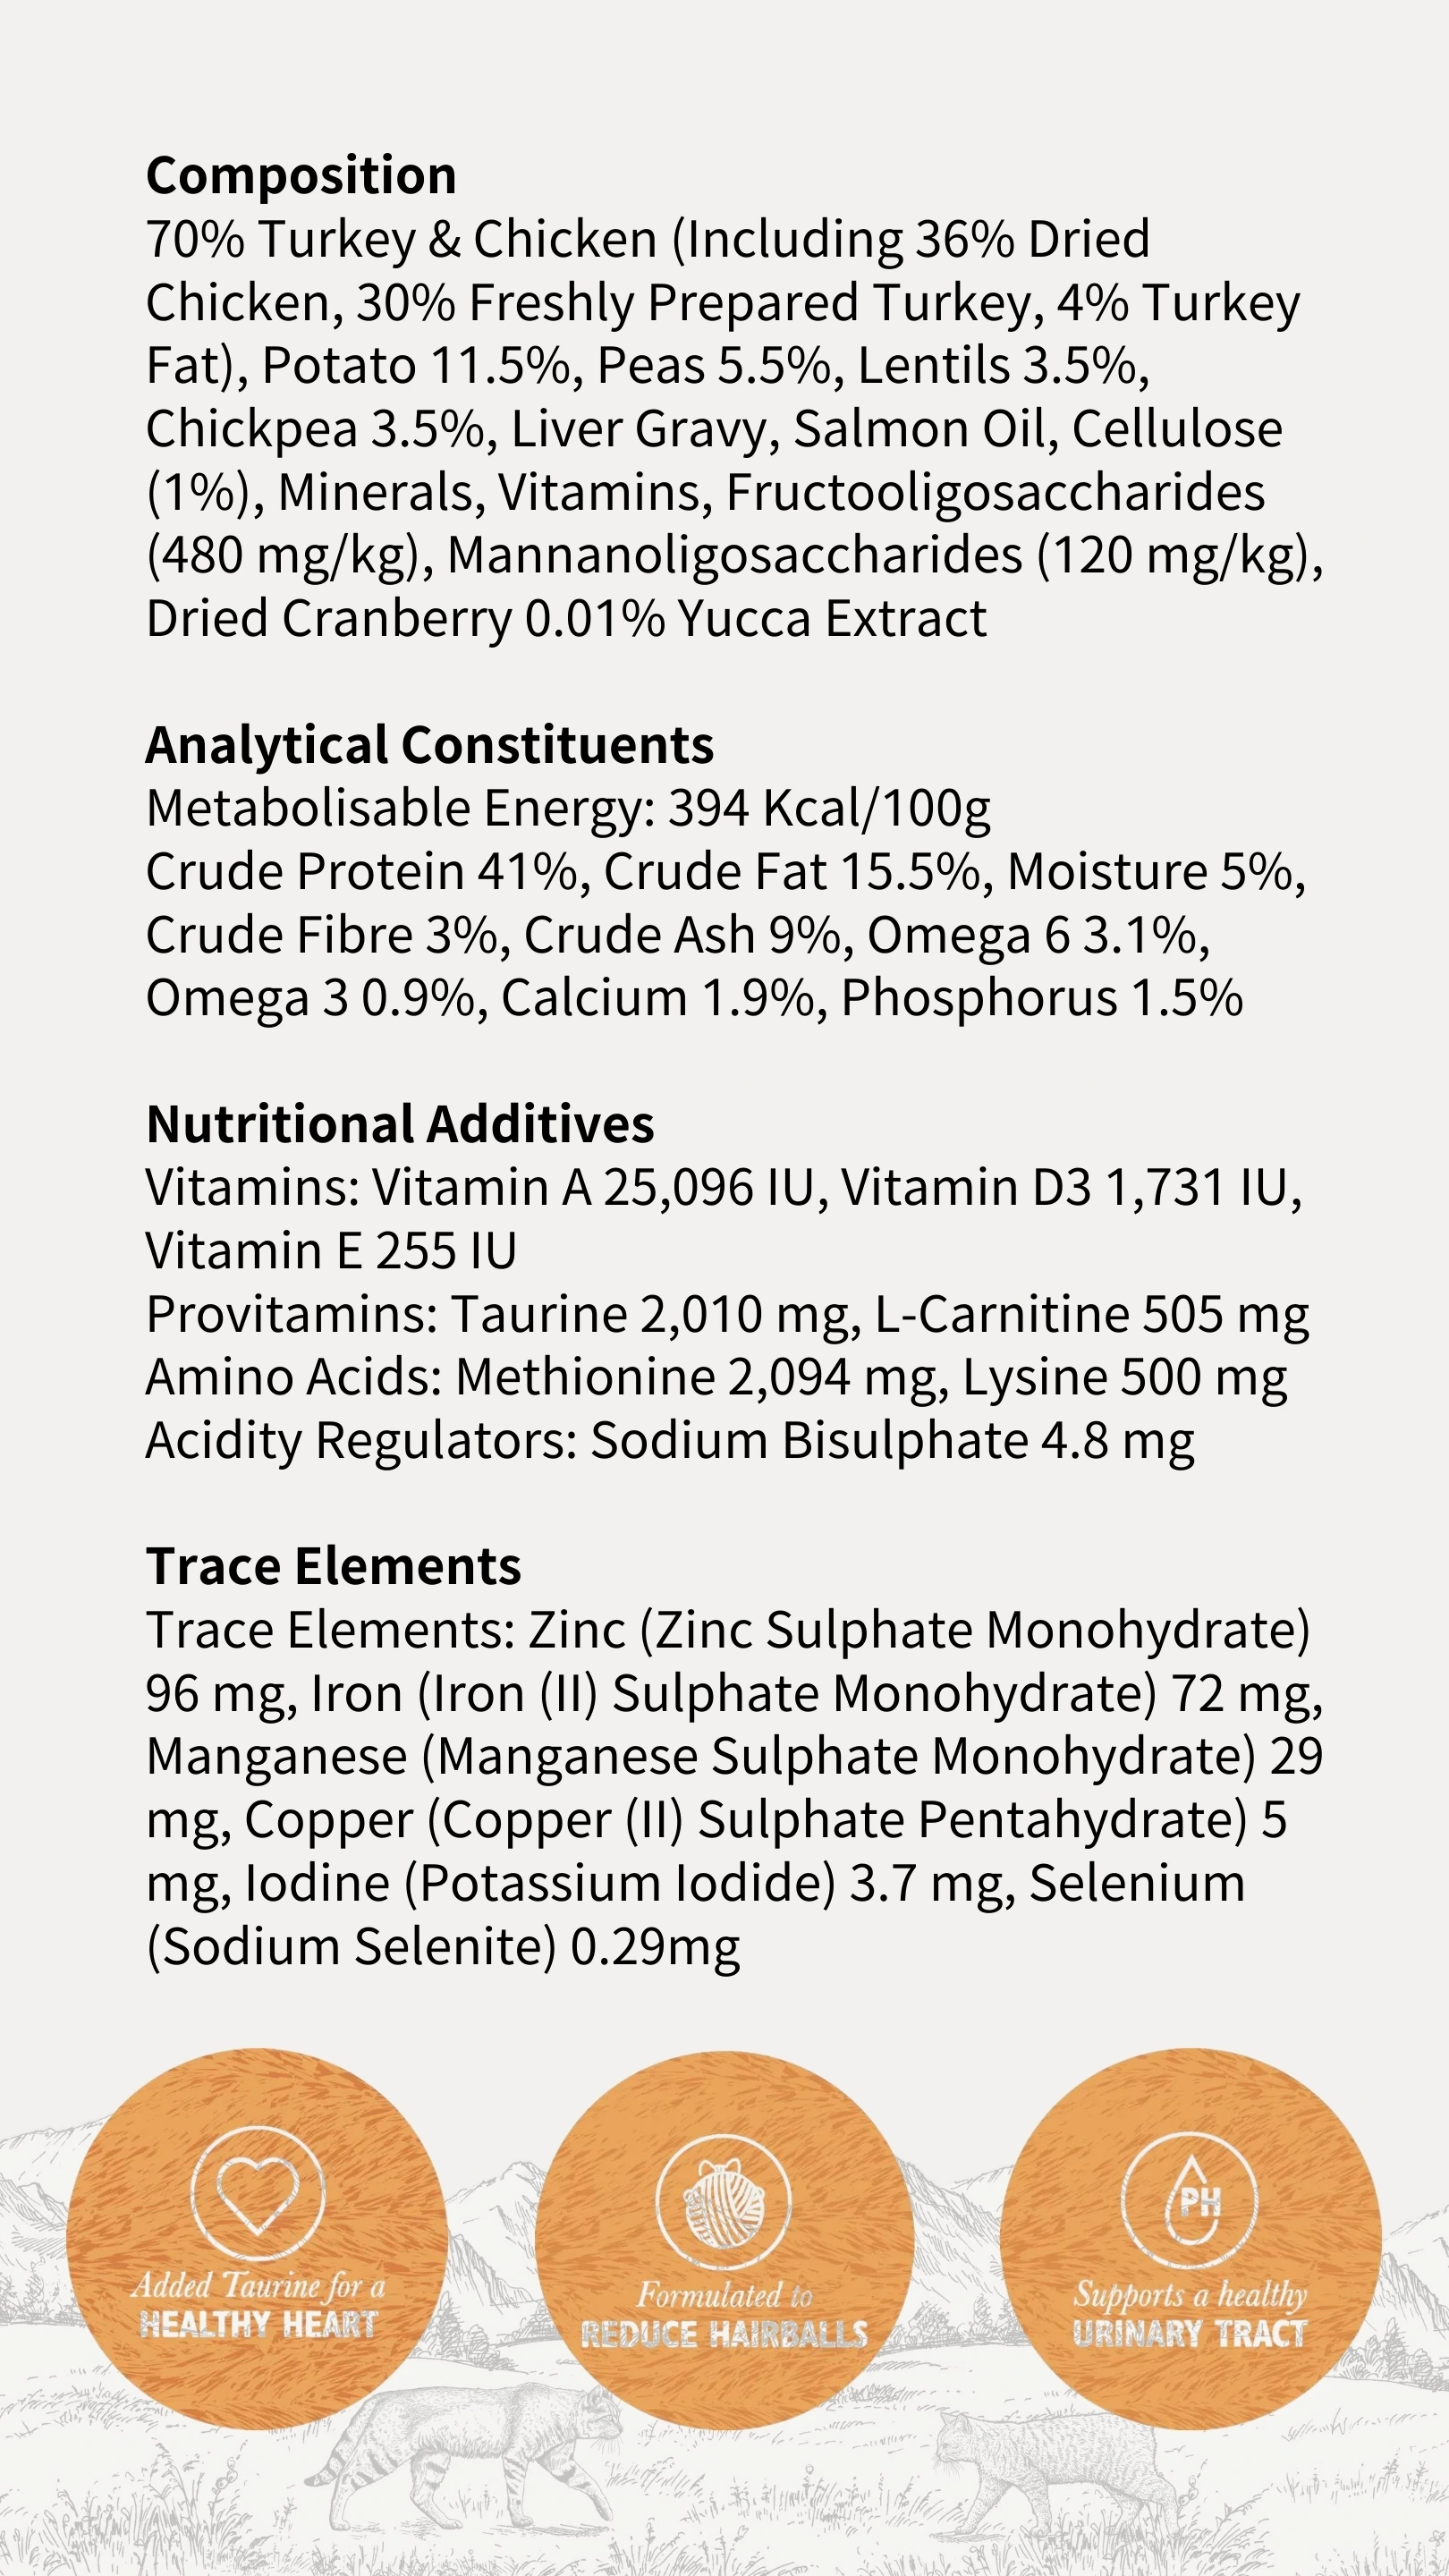 Composition
70% Turkey & Chicken (Including 36% Dried
Chicken, 30% Freshly Prepared Turkey, 4% Turkey
Fat), Potato 11.5%, Peas 5.5%, Lentils 3.5%,
Chickpea 3.5%, Liver Gravy, Salmon Oil, Cellulose
(1%), Minerals, Vitamins, Fructooligosaccharides
(480 mg/kg), Mannanoligosaccharides (120 mg/kg),
Dried Cranberry 0.01% Yucca Extract
Analytical Constituents
Metabolisable Energy: 394 Kcal/100g
Crude Protein 41%, Crude Fat 15.5%, Moisture 5%,
Crude Fibre 3%, Crude Ash 9%, Omega 6 3.1%,
Omega 3 0.9%, Calcium 1.9%, Phosphorus 1.5%
Nutritional Additives
Vitamins: Vitamin A 25,096 IU, Vitamin D3 1,731 IU,
Vitamin E 255 IU
Provitamins: Taurine 2,010 mg, L-Carnitine 505 mg
Amino Acids: Methionine 2,094 mg, Lysine 500 mg
Acidity Regulators: Sodium Bisulphate 4.8 mg
Trace Elements
Trace Elements: Zinc (Zinc Sulphate Monohydrate)
96 mg, Iron (Iron (II) Sulphate Monohydrate) 72 mg,
Manganese (Manganese Sulphate Monohydrate) 29
mg, Copper (Copper (II) Sulphate Pentahydrate) 5
mg, Iodine (Potassium Iodide) 3.7 mg, Selenium
(Sodium Selenite) 0.29mg
Added Taurine for a
HEALTHY HEART
Formulated to
REDUCE HAIRBALLS
PH
Supports a healthy
URINARY TRACT